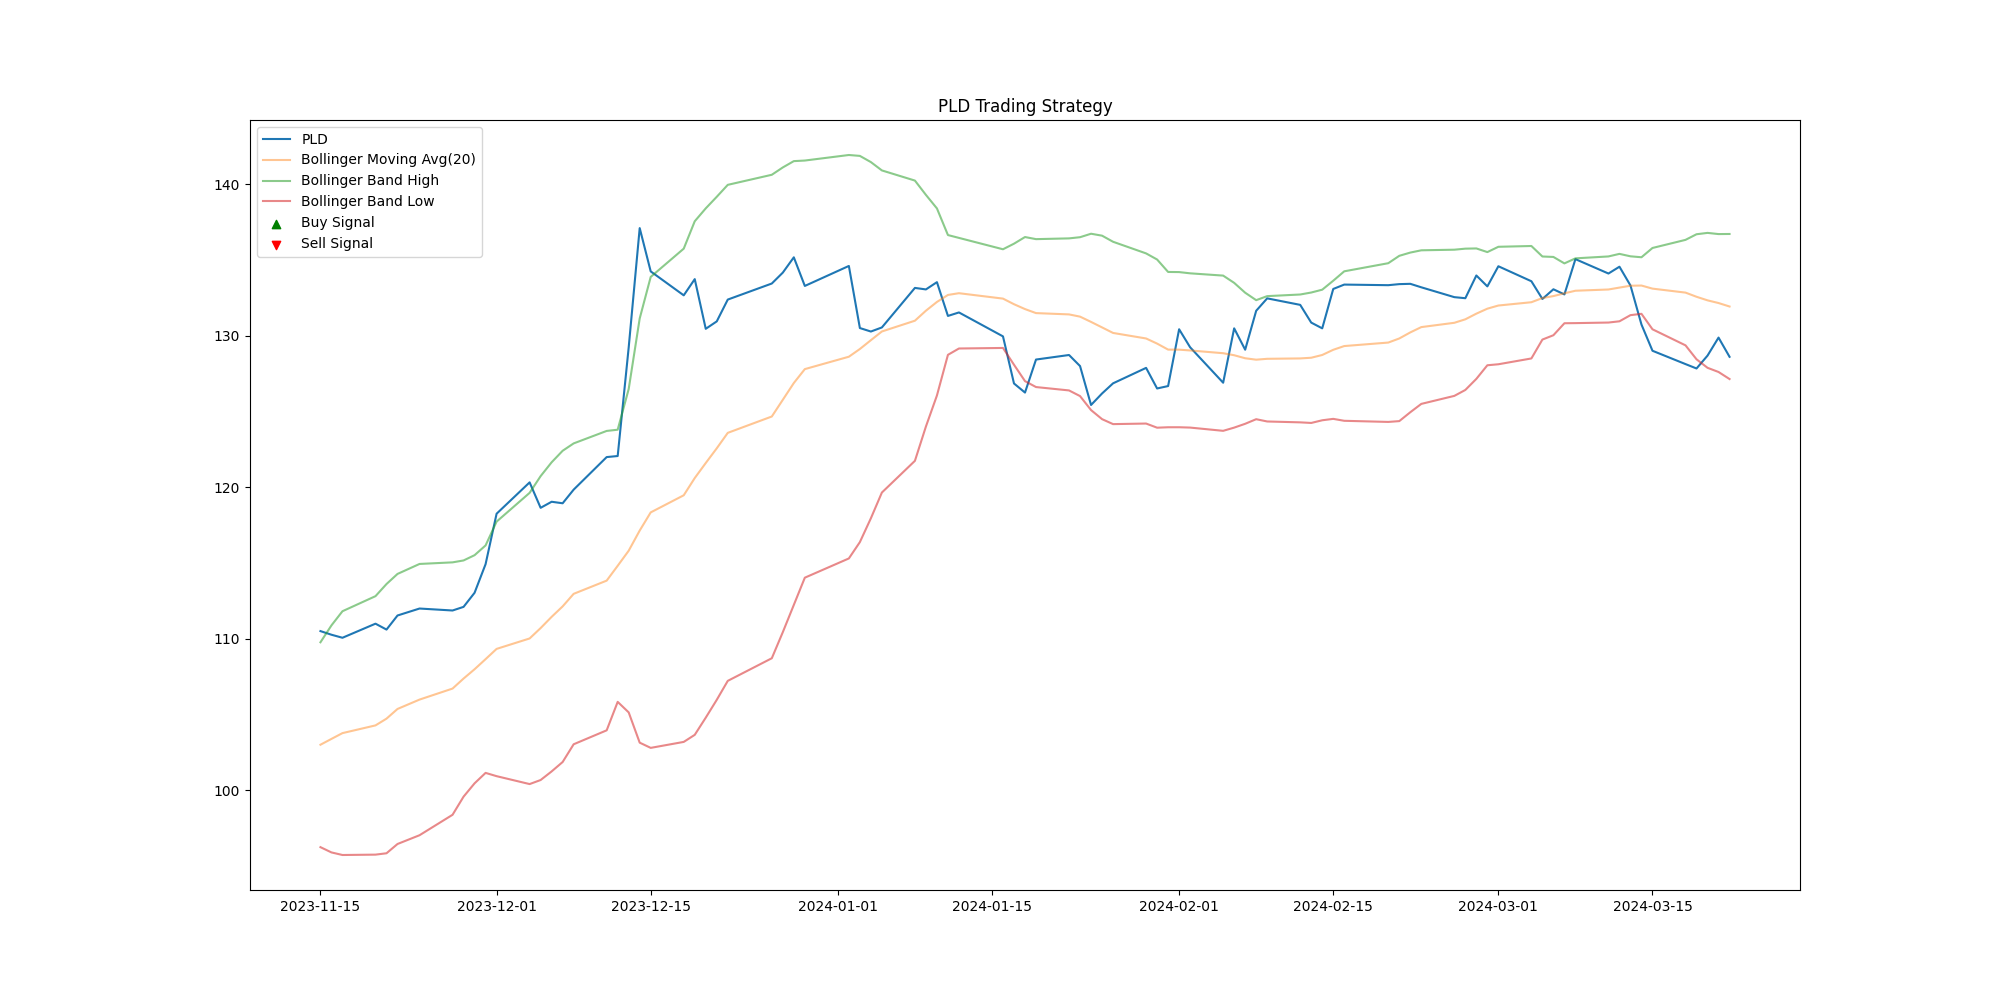 PLD Trading Strategy
PLD
Bollinger Moving Avg(20)
Bollinger Band High
Bollinger Band Low
Buy Signal
Sell Signal
140
130
120
110
100
2023-11-15
2023-12-01
2023-12-15
2024-01-01
2024-01-15
2024-02-01
2024-02-15
2024-03-01
2024-03-15